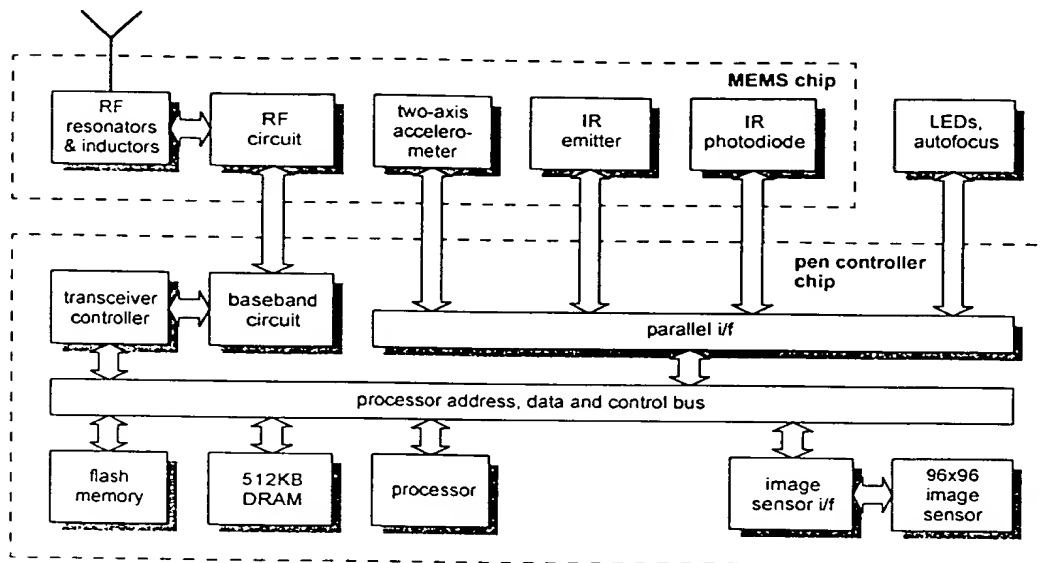 MEMS chip
RF
resonators
& inductors
RF
circuit
two-axis
accelero-
meter
IR
emitter
IR
photodiode
LEDs,
autofocus
pen controller
chip
transceiver
controller
baseband
circuit
parallel i/f
processor address, data and control bus
flash
memory
512KB
DRAM
processor
image
sensor i/f
96x96
image
sensor